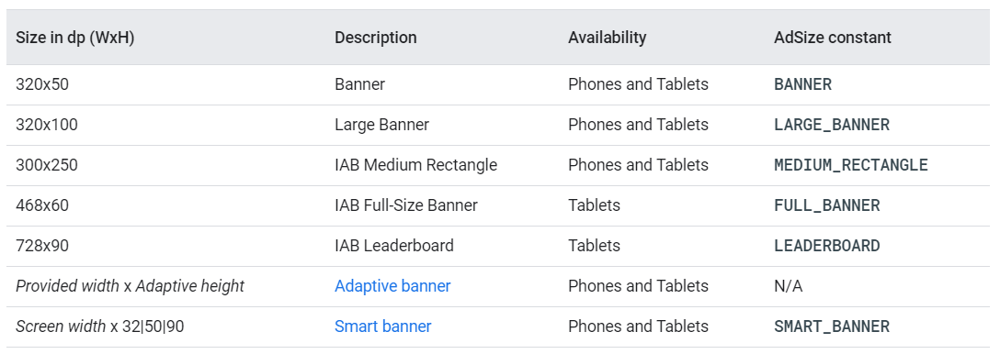 Size in dp (WxH) Description Availability AdSize constant
320x50 Banner Phones and Tablets BANNER
320x100 Large Banner Phones and Tablets LARGE_BANNER
300x250 IAB Medium Rectangle Phones and Tablets MEDIUM_RECTANGLE
468x60 IAB Full-Size Banner Tablets FULL_BANNER
728x90 IAB Leaderboard Tablets LEADERBOARD
Provided width x Adaptive height Adaptive banner Phones and Tablets N/A
Screen width x 32|50|90 Smart banner Phones and Tablets SMART_BANNER